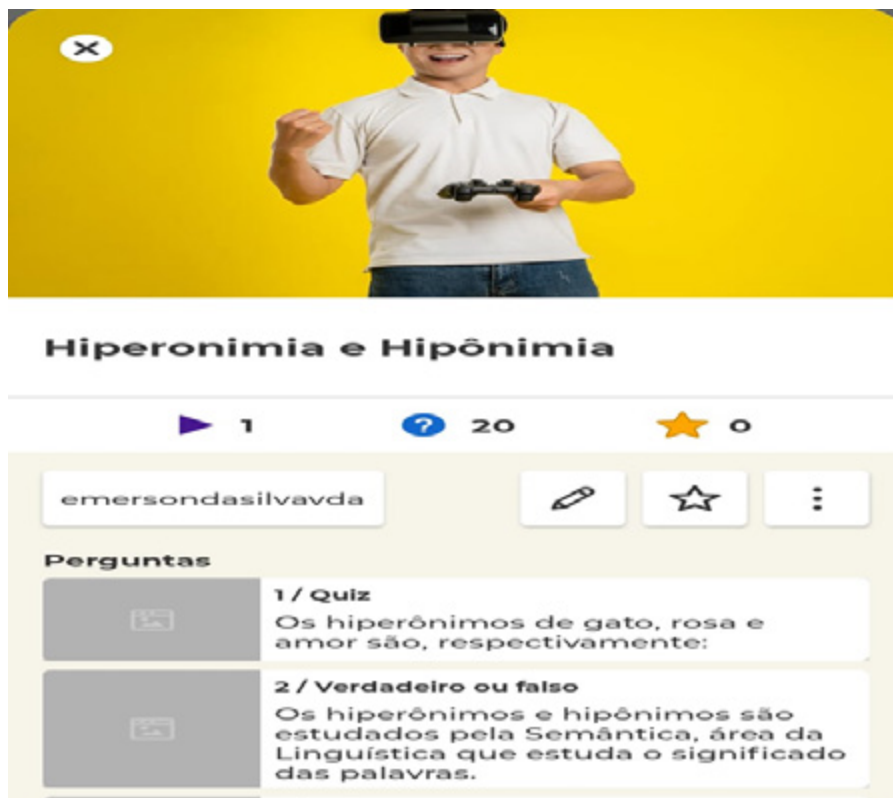 Hiperonimia e Hipônimia
1
20
0
emersondasilvavda
Perguntas
1 / Quiz
Os hiperônimos de gato, rosa e
amor são, respectivamente:
2 / Verdadeiro ou falso
Os hiperônimos e hipônimos são
estudados pela Semântica, área da
Linguística que estuda o significado
das palavras.